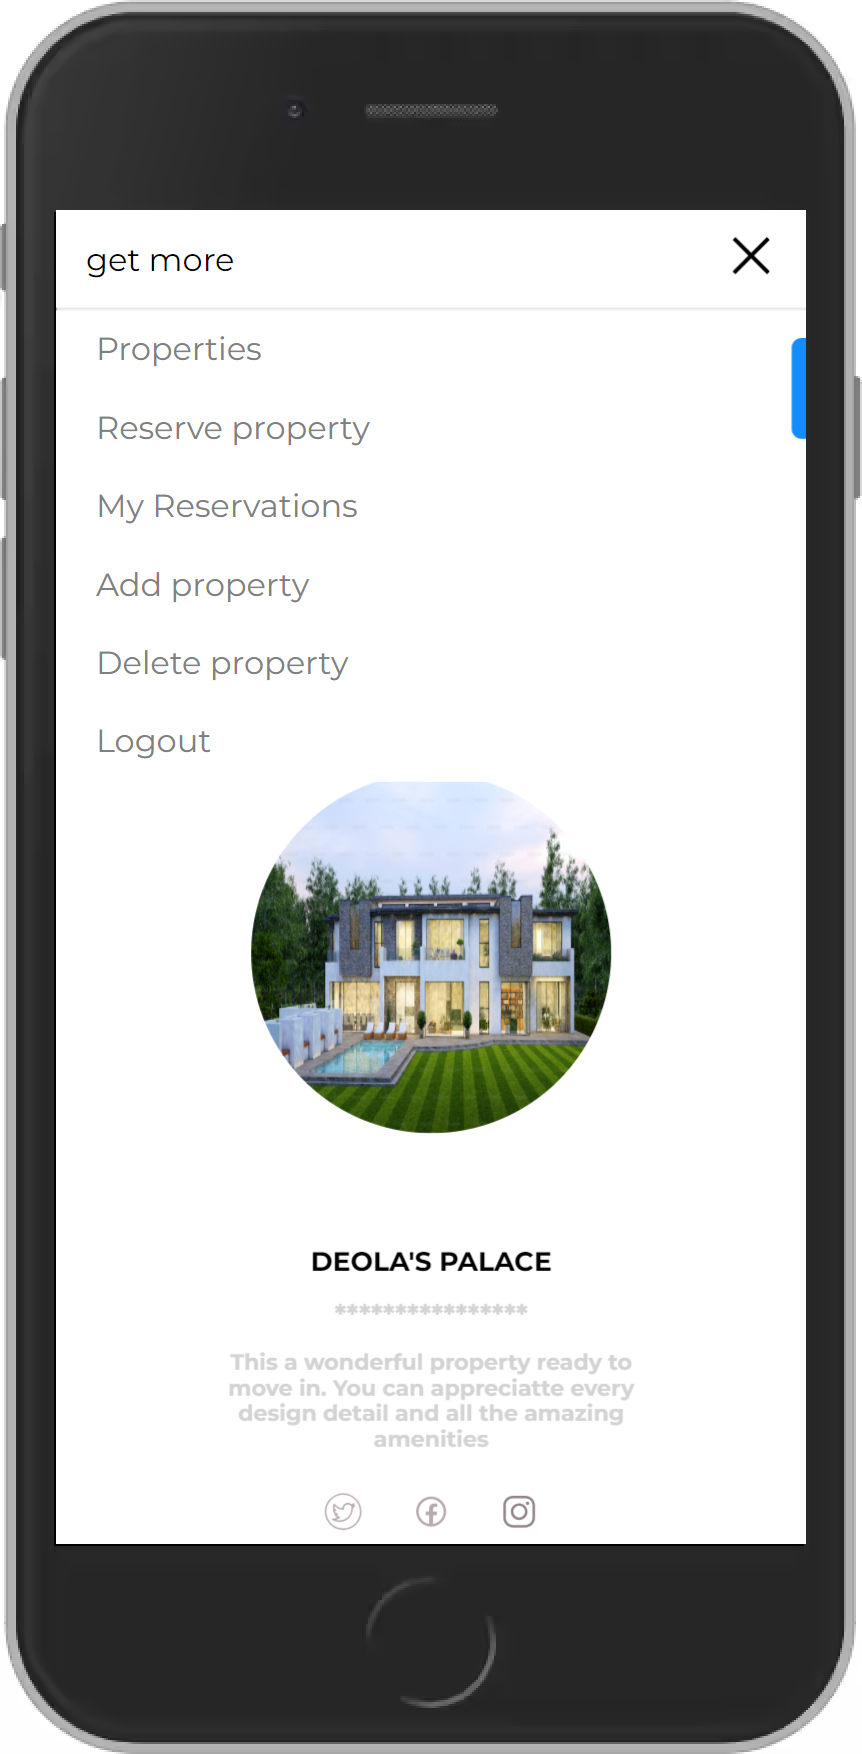 get more
Properties
Reserve property
My Reservations
Add property
Delete property
Logout
DEOLA'S PALACE
****************
This a wonderful property ready to
move in. You can appreciatte every
design detail and all the amazing
amenities